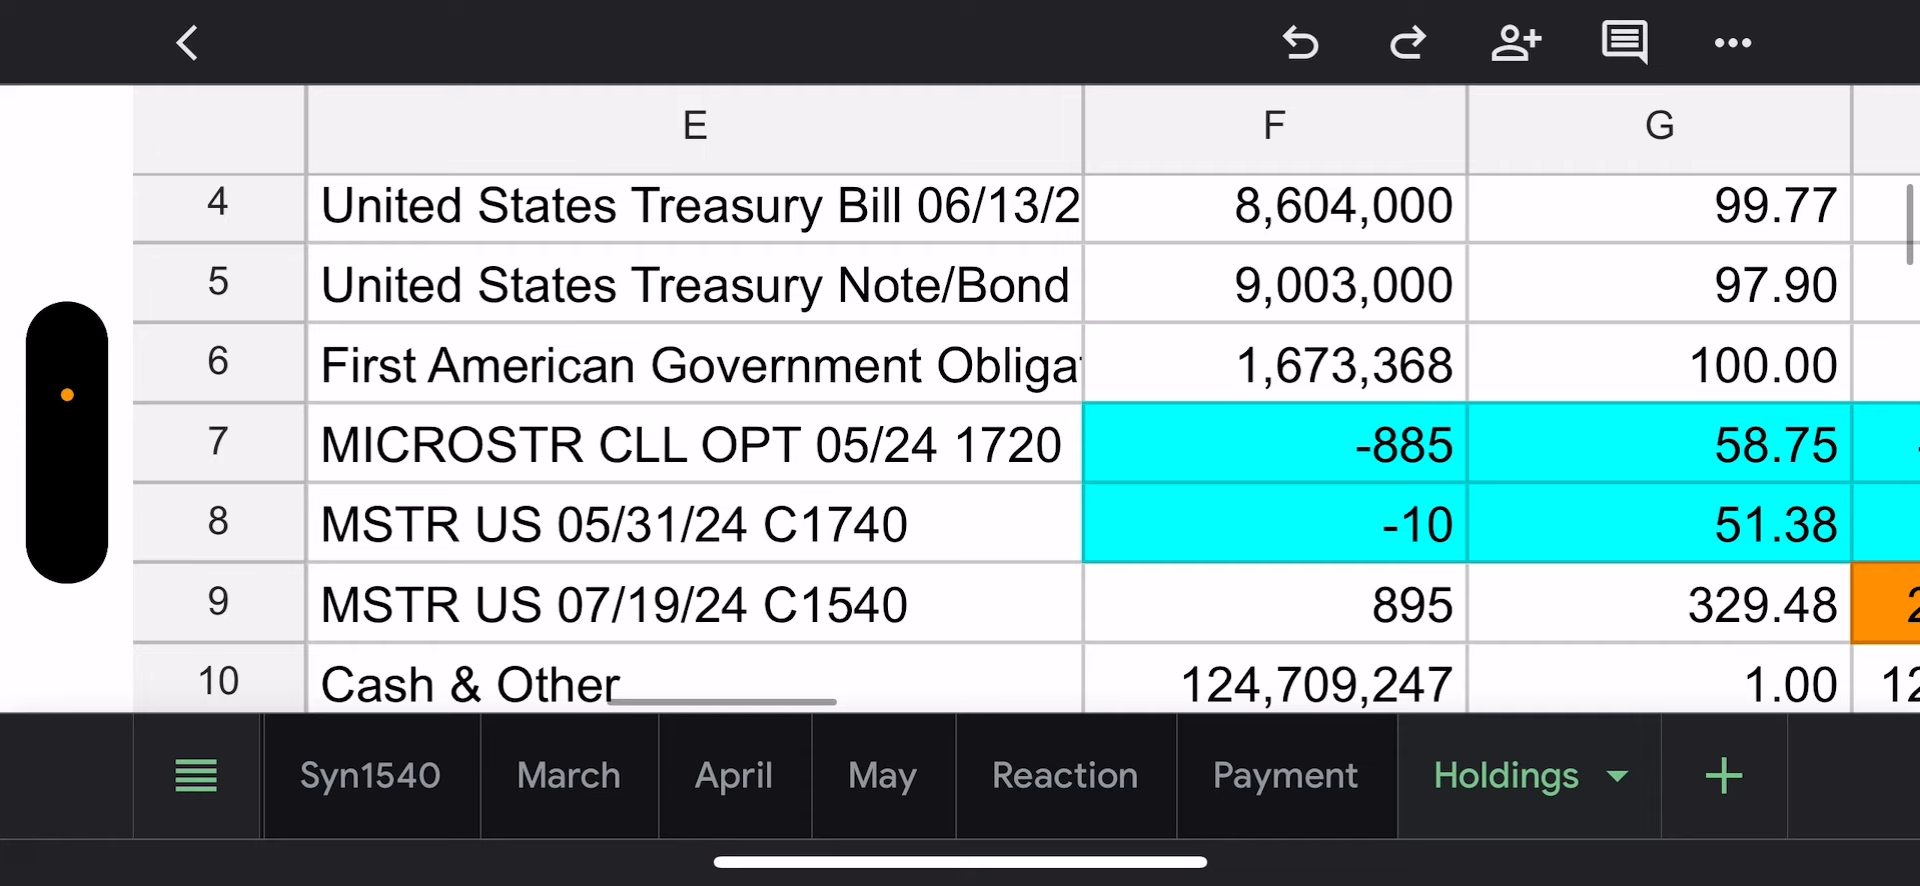 E F G
4 United States Treasury Bill 06/13/2 8,604,000 99.77
5 United States Treasury Note/Bond 9,003,000 97.90
6 First American Government Obliga 1,673,368 100.00
7 MICROSTR CLL OPT 05/24 1720 -885 58.75
8 MSTR US 05/31/24 C1740 -10 51.38
9 MSTR US 07/19/24 C1540 895 329.48 2
10 Cash & Other 124,709,247 1.00 12
Syn1540 March April May Reaction Payment Holdings